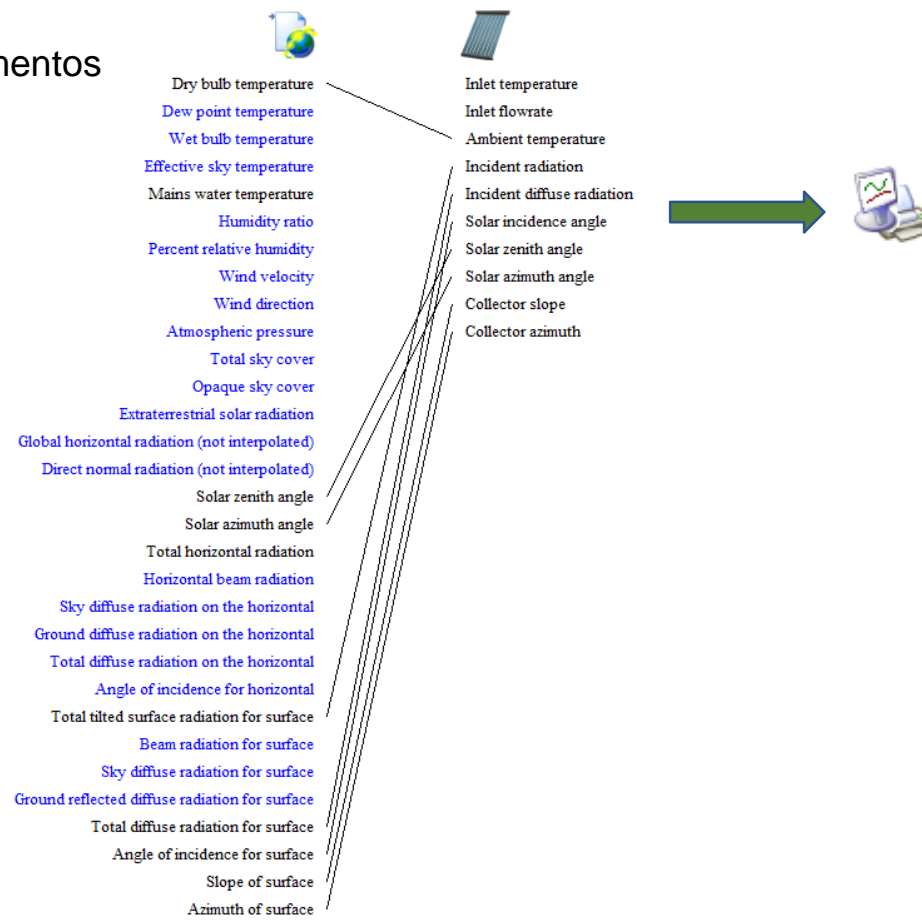 nentos
Dry bulb temperature
Dew point temperature
Wet bulb temperature
Effective sky temperature
Mains water temperature
Humidity ratio
Percent relative humidity
Wind velocity
Wind direction
Atmospheric pressure
Total sky cover
Opaque sky cover
Extraterrestrial solar radiation
Global horizontal radiation (not interpolated)
Direct normal radiation (not interpolated)
Solar zenith angle
Solar azimuth angle
Total horizontal radiation
Horizontal beam radiation
Sky diffuse radiation on the horizontal
Ground diffuse radiation on the horizontal
Total diffuse radiation on the horizontal
Angle of incidence for horizontal
Total tilted surface radiation for surface
Beam radiation for surface
Sky diffuse radiation for surface
Ground reflected diffuse radiation for surface
Total diffuse radiation for surface
Angle of incidence for surface
Slope of surface
Azimuth of surface
Inlet temperature
Inlet flowrate
Ambient temperature
Incident radiation
Incident diffuse radiation
Solar incidence angle
Solar zenith angle
Solar azimuth angle
Collector slope
Collector azimuth